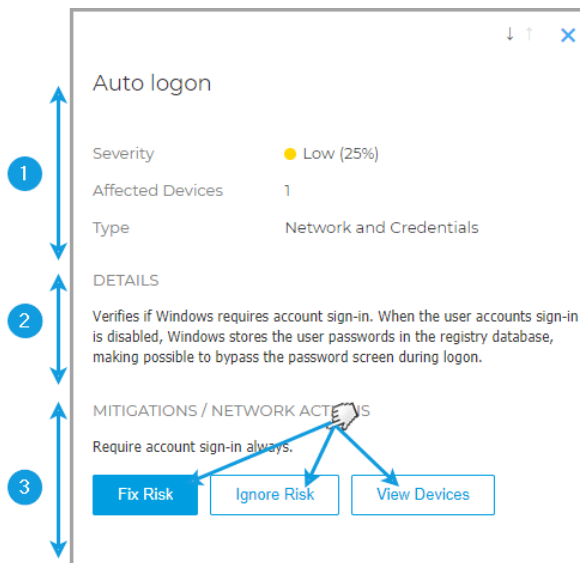 Auto logon
1
Severity Low (25%)
Affected Devices 1
Type Network and Credentials
2
DETAILS
Verifies if Windows requires account sign-in. When the user accounts sign-in
is disabled, Windows stores the user passwords in the registry database,
making possible to bypass the password screen during logon.
3
MITIGATIONS / NETWORK ACTIONS
Require account sign-in always.
Fix Risk Ignore Risk View Devices